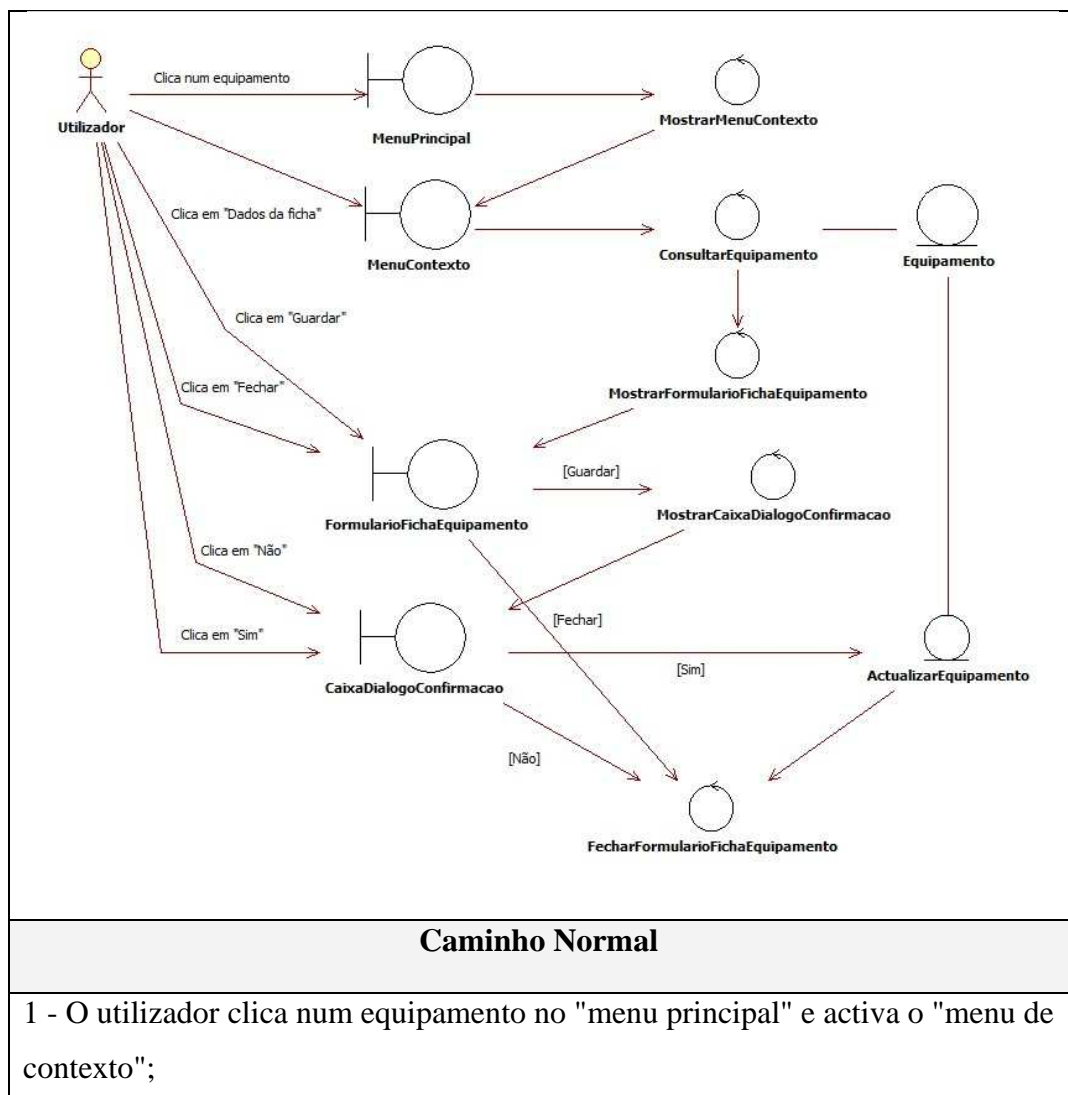 Clica num equipamento
Utilizador
MenuPrincipal
MostrarMenuContexto
Clica em "Dados da ficha"
MenuContexto
ConsultarEquipamento
Equipamento
Clica em "Guardar"
Clica em "Fechar"
MostrarFormularioFichaEquipamento
[Guardar]
FormularioFichaEquipamento
MostrarCaixaDialogoConfirmacao
Clica em "Não"
[Fechar]
Clica em "Sim"
[Sim]
CaixaDialogoConfirmacao
ActualizarEquipamento
[Não]
FecharFormularioFichaEquipamento
Caminho Normal
1 - O utilizador clica num equipamento no "menu principal" e activa o "menu de
contexto";